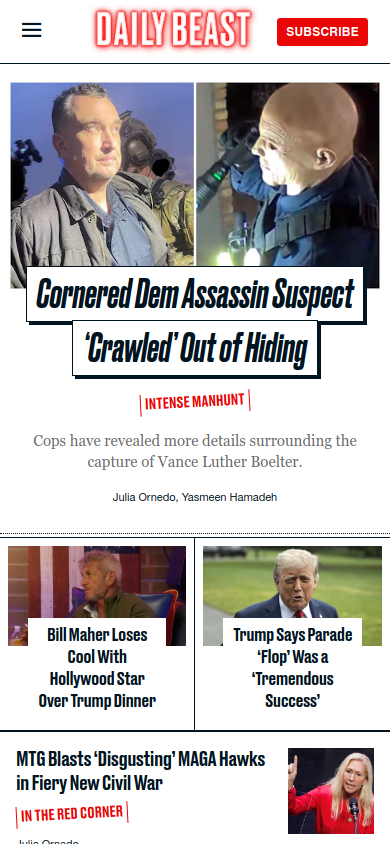 DAILY BEAST
SUBSCRIBE
Cornered Dem Assassin Suspect
‘Crawled’ Out of Hiding
INTENSE MANHUNT
Cops have revealed more details surrounding the
capture of Vance Luther Boelter.
Julia Ornedo, Yasmeen Hamadeh
Bill Maher Loses
Cool With
Hollywood Star
Over Trump Dinner
Trump Says Parade
‘Flop’ Was a
‘Tremendous
Success’
MTG Blasts ‘Disgusting’ MAGA Hawks
in Fiery New Civil War
IN THE RED CORNER
Julia Ornedo